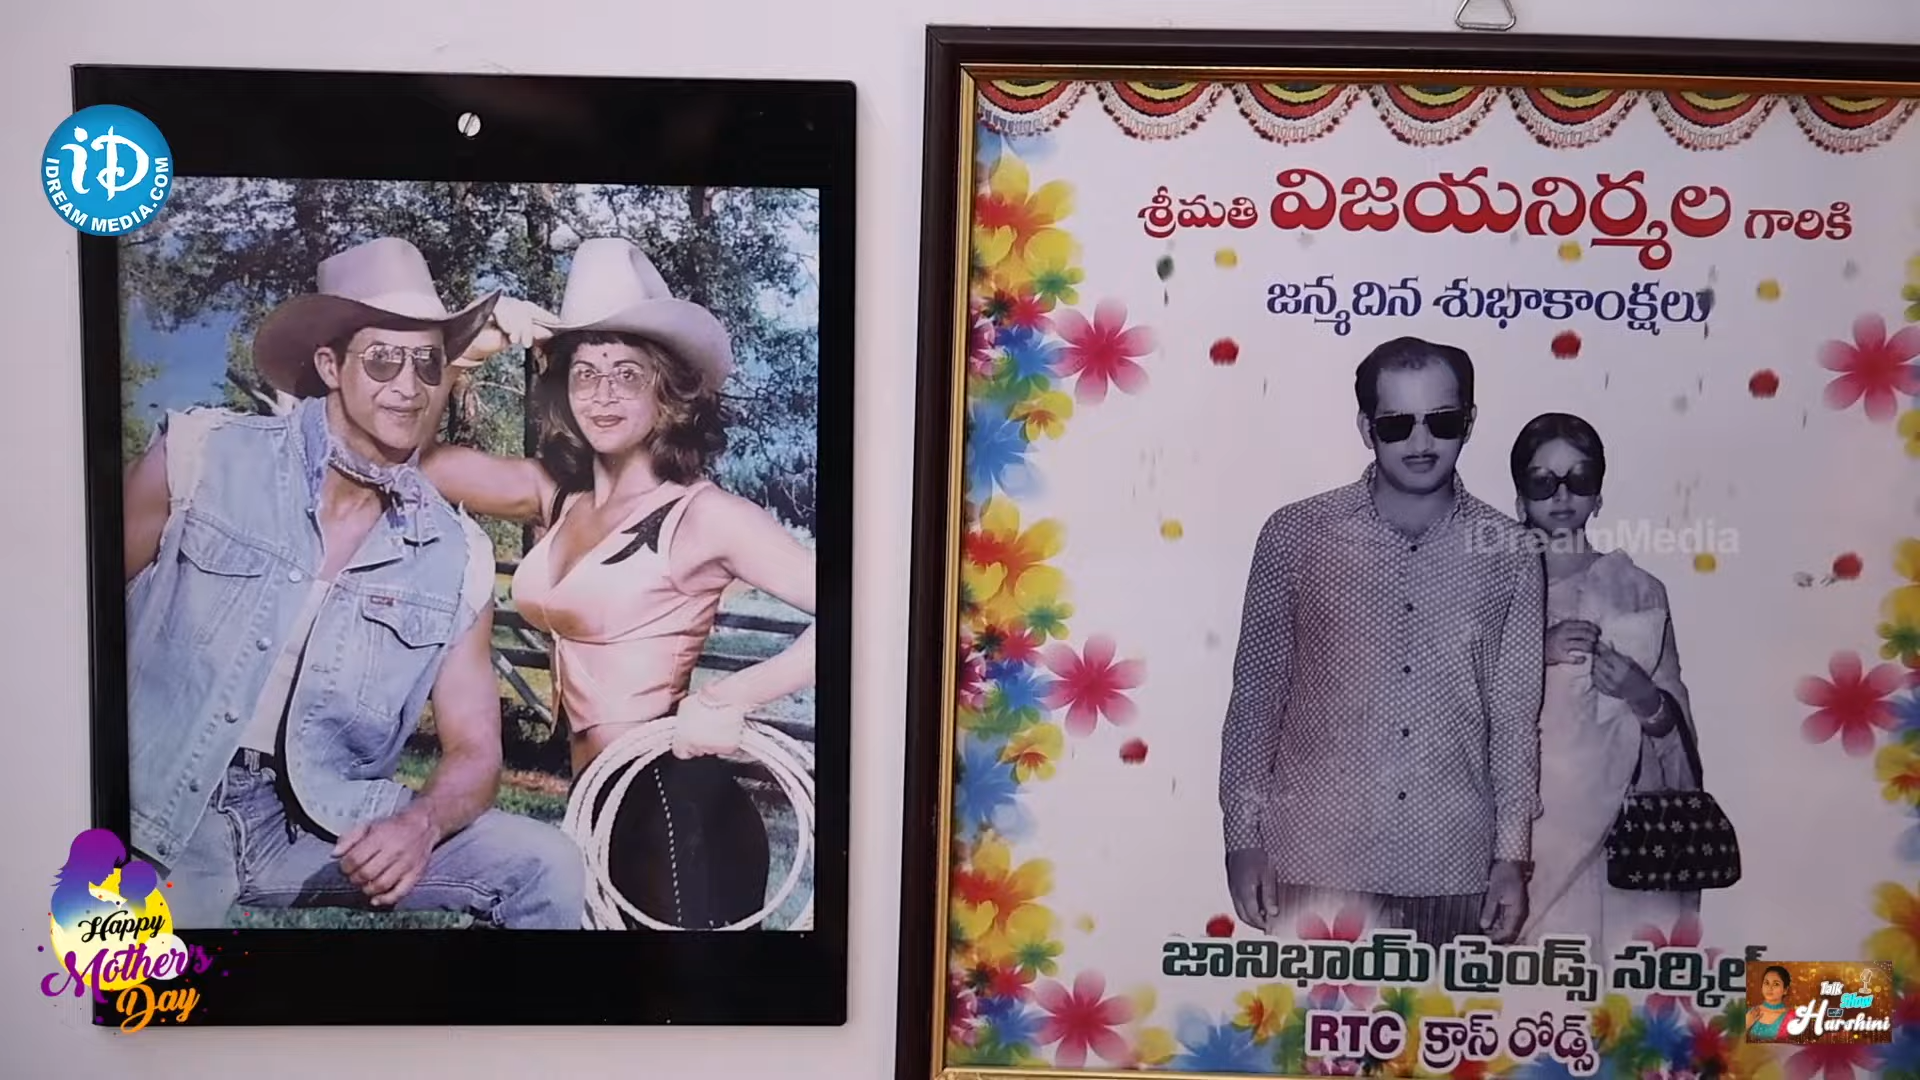 iD
IDREAM MEDIA.COM
శ్రీమతి విజయనిర్మల గారికి
జన్మదిన శుభాకాంక్షలు
iDreamMedia
జానిభాయ్ ఫ్రెండ్స్ సర్కిల్
RTC క్రాస్ రోడ్స్
Happy
Mother's
Day
Talk
Show
Harshini